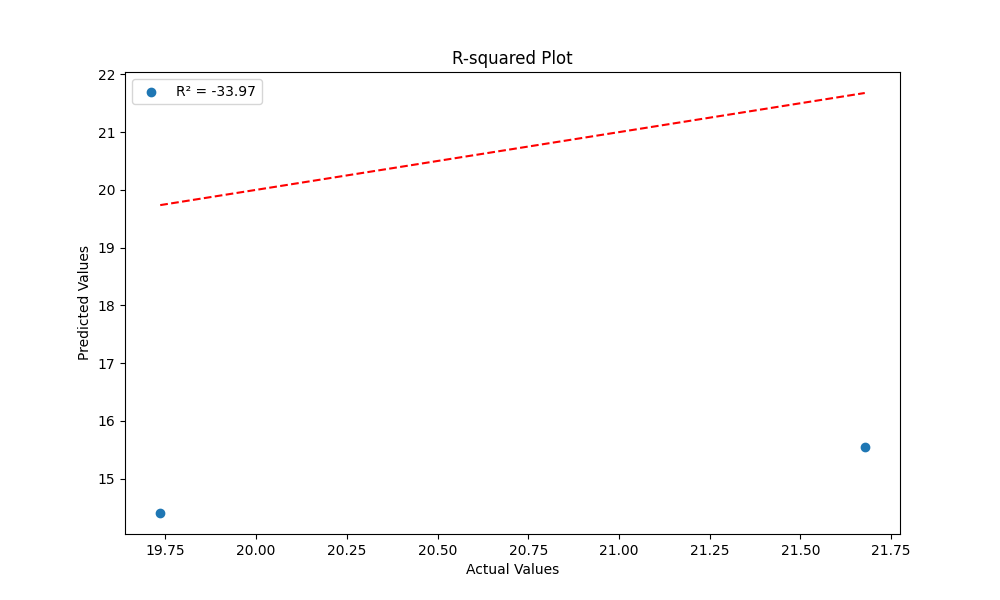 R-squared Plot
R² = -33.97
22
21
20
19
18
17
16
15
Predicted Values
19.75 20.00 20.25 20.50 20.75 21.00 21.25 21.50 21.75
Actual Values